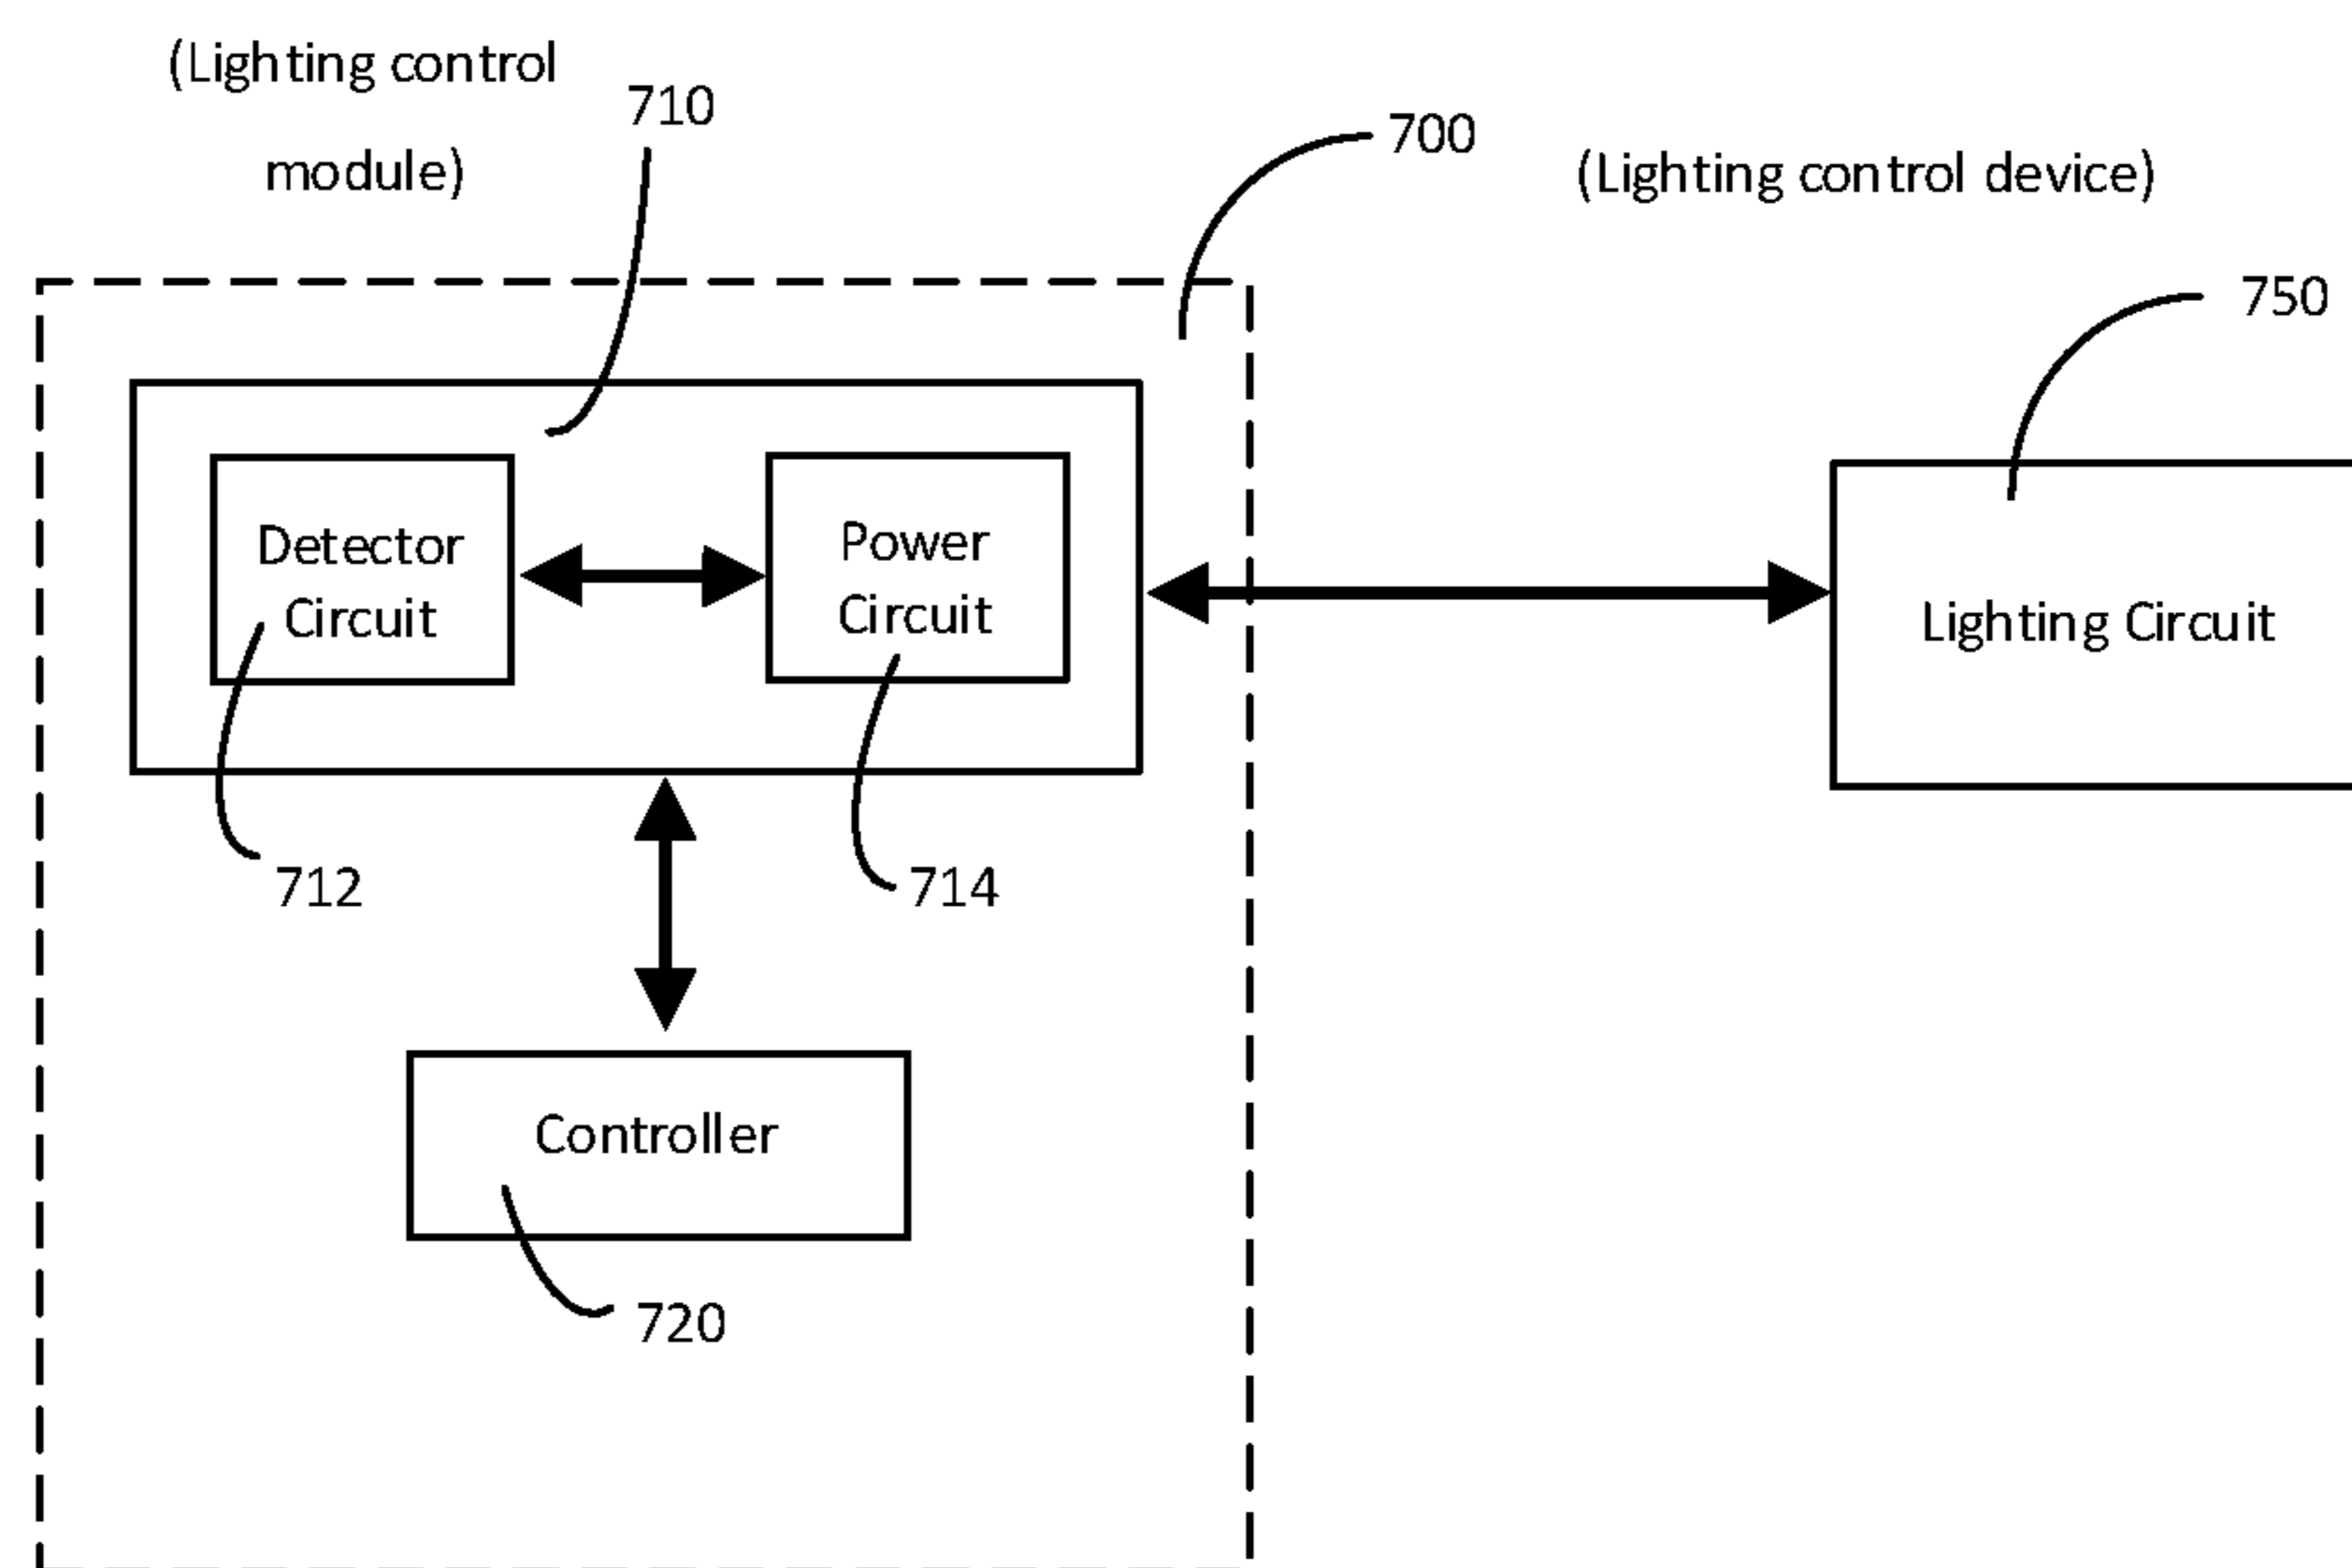 (Lighting control
module)
710
700
(Lighting control device)
750
Detector
Circuit
Power
Circuit
Lighting Circuit
712
714
Controller
720